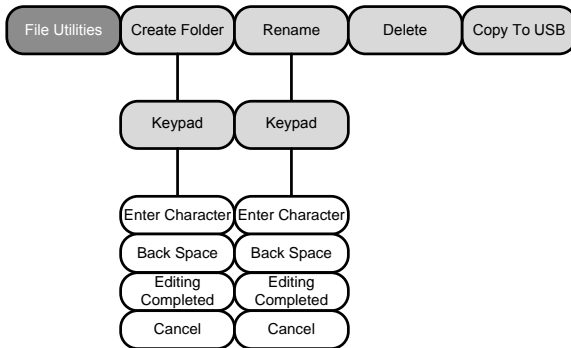 File Utilities
Create Folder
Rename
Delete
Copy To USB
Keypad
Keypad
Enter Character
Enter Character
Back Space
Back Space
Editing
Completed
Editing
Completed
Cancel
Cancel